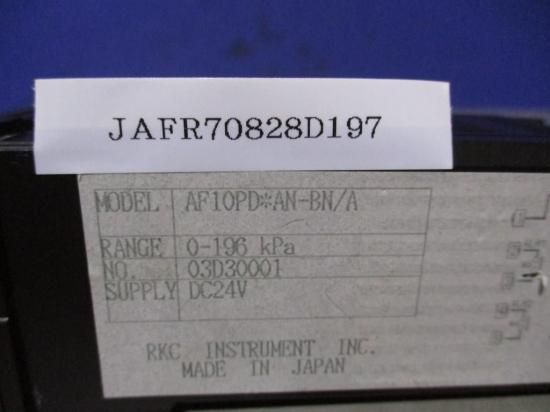 JAFR70828D197
MODEL AF10PD*AN-BN/A
RANGE 0-196 kPa
NO. 03D30001
SUPPLY DC24V
RKC INSTRUMENT INC.
MADE IN JAPAN